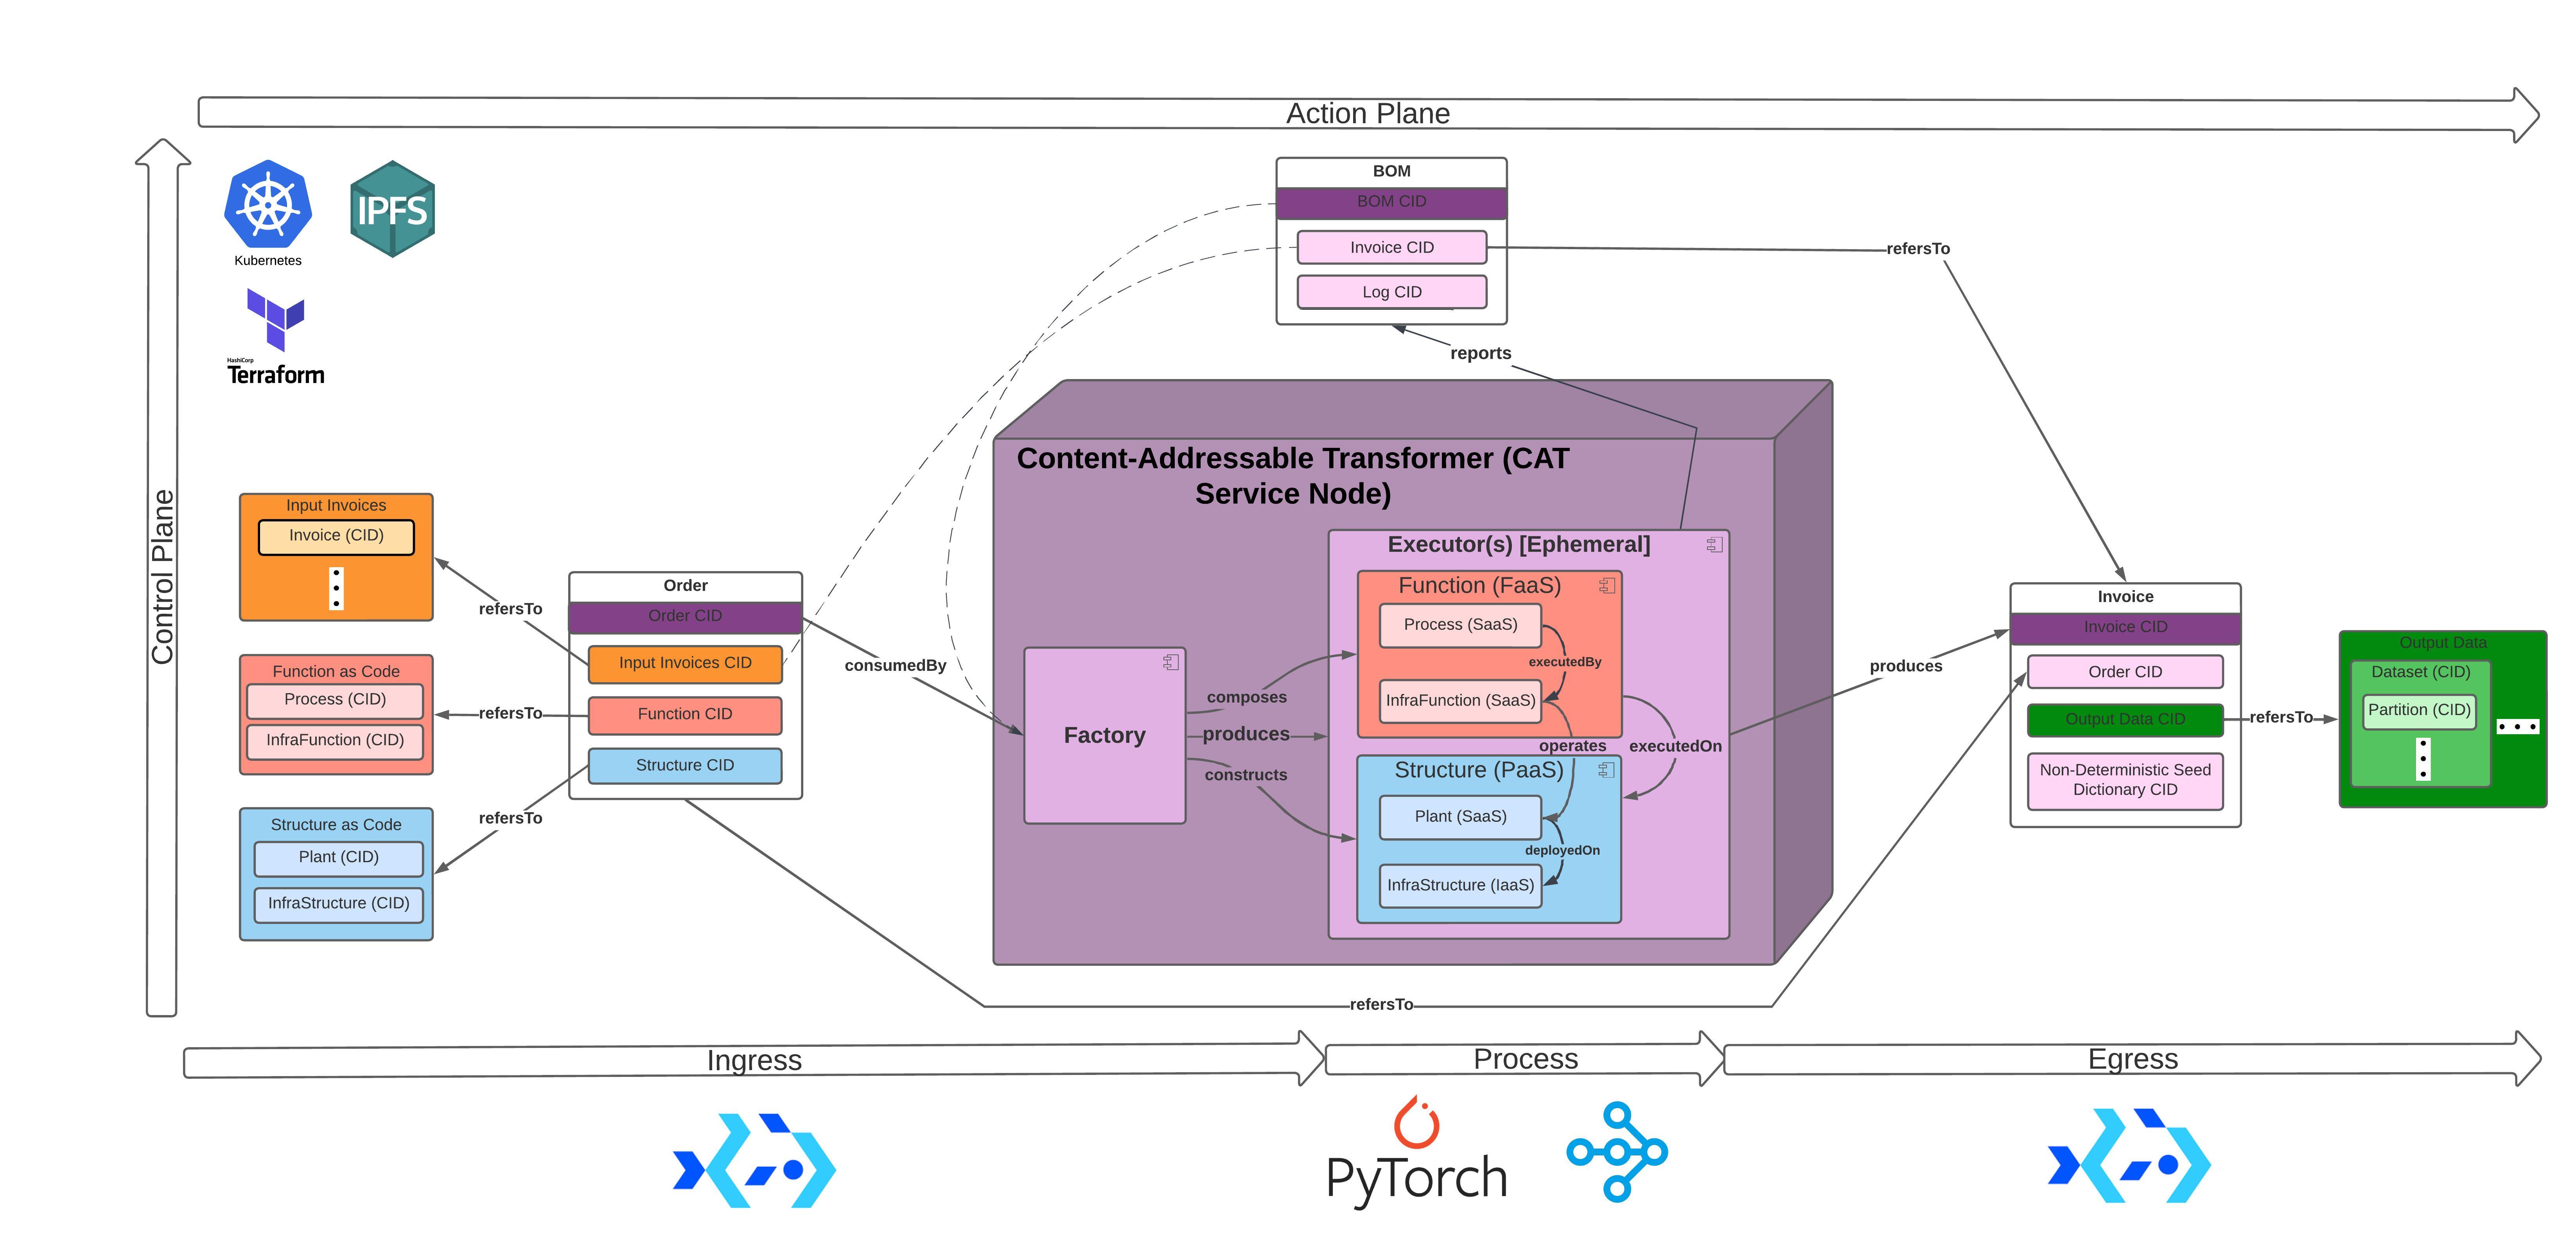 Action Plane
Control Plane
Kubernetes
IPFS
HashiCorp
Terraform
BOM
BOM CID
Invoice CID
Log CID
refersTo
reports
Content-Addressable Transformer (CAT
Service Node)
Input Invoices
Invoice (CID)
refersTo
Function as Code
Process (CID)
InfraFunction (CID)
refersTo
Structure as Code
Plant (CID)
InfraStructure (CID)
refersTo
Order
Order CID
Input Invoices CID
Function CID
Structure CID
consumedBy
Factory
composes
produces
constructs
Executor(s) [Ephemeral]
Function (FaaS)
Process (SaaS)
executedBy
InfraFunction (SaaS)
operates
executedOn
Structure (PaaS)
Plant (SaaS)
deployedOn
InfraStructure (IaaS)
produces
Invoice
Invoice CID
Order CID
Output Data CID
Non-Deterministic Seed
Dictionary CID
refersTo
Output Data
Dataset (CID)
Partition (CID)
refersTo
Ingress
Process
Egress
PyTorch